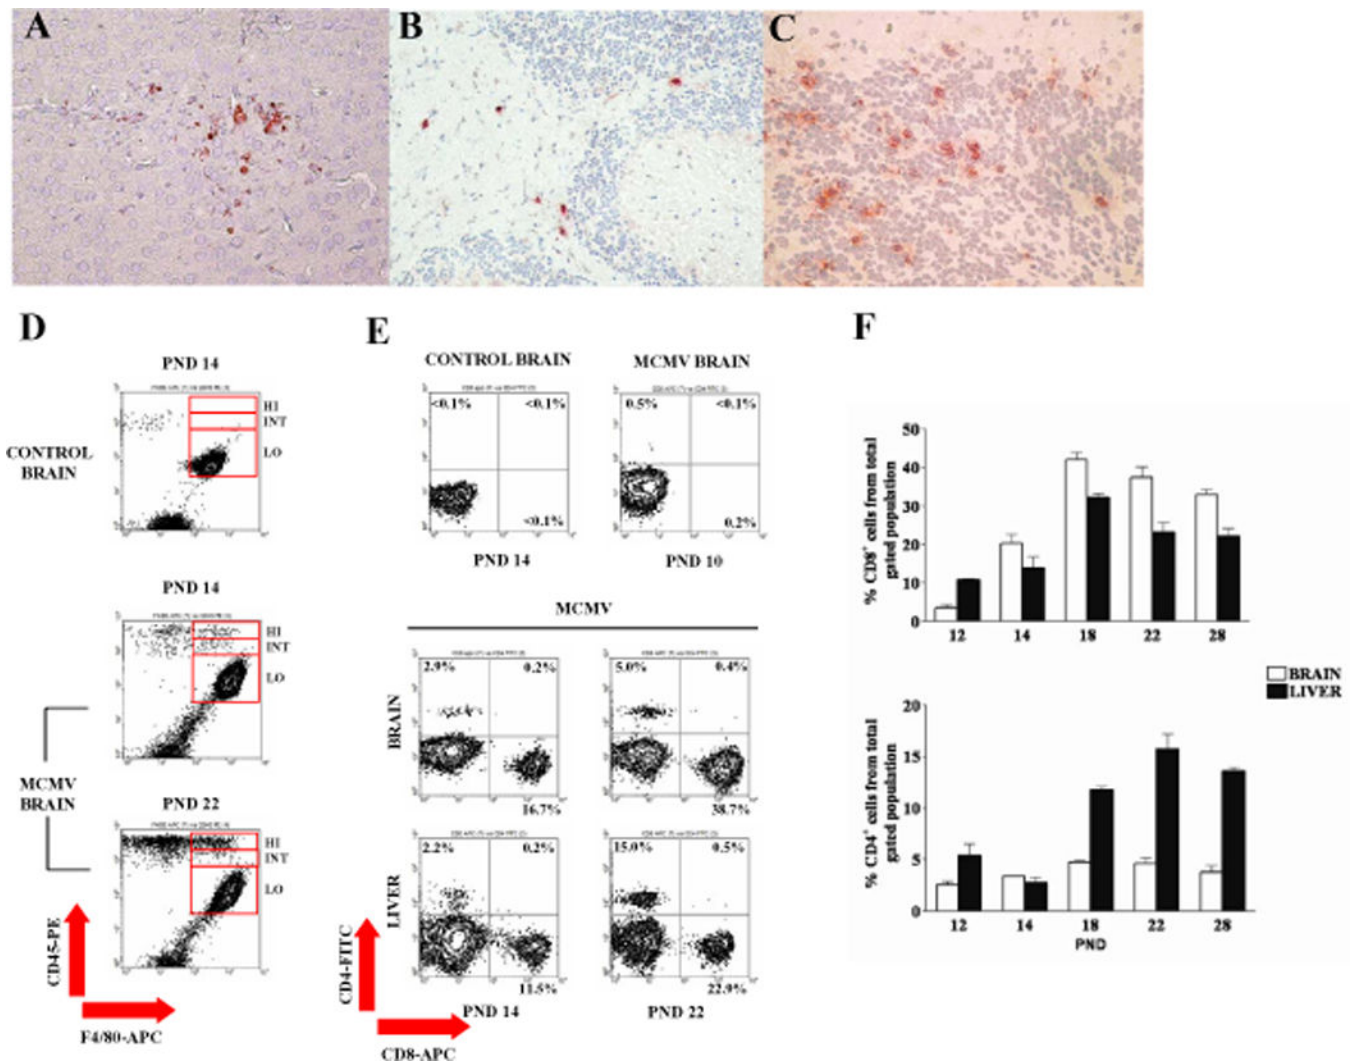 A B C
D E F
PND 14
HI
INT
LO
CONTROL
BRAIN
PND 14
HI
INT
LO
MCMV
BRAIN
PND 22
HI
INT
LO
CD45-PE
F4/80-APC
CONTROL BRAIN MCMV BRAIN
<0.1% <0.1% 0.5% <0.1%
<0.1% 0.2%
PND 14 PND 10
MCMV
BRAIN
2.9% 0.2% 5.0% 0.4%
16.7% 38.7%
LIVER
2.2% 0.2% 15.0% 0.5%
11.5% 22.9%
CD4-FITC
PND 14 PND 22
CD8-APC
% CD8+ cells from total
gated population
50
40
30
20
10
0
12 14 18 22 28
BRAIN
LIVER
% CD4+ cells from total
gated population
20
15
10
5
0
12 14 18 22 28
PND